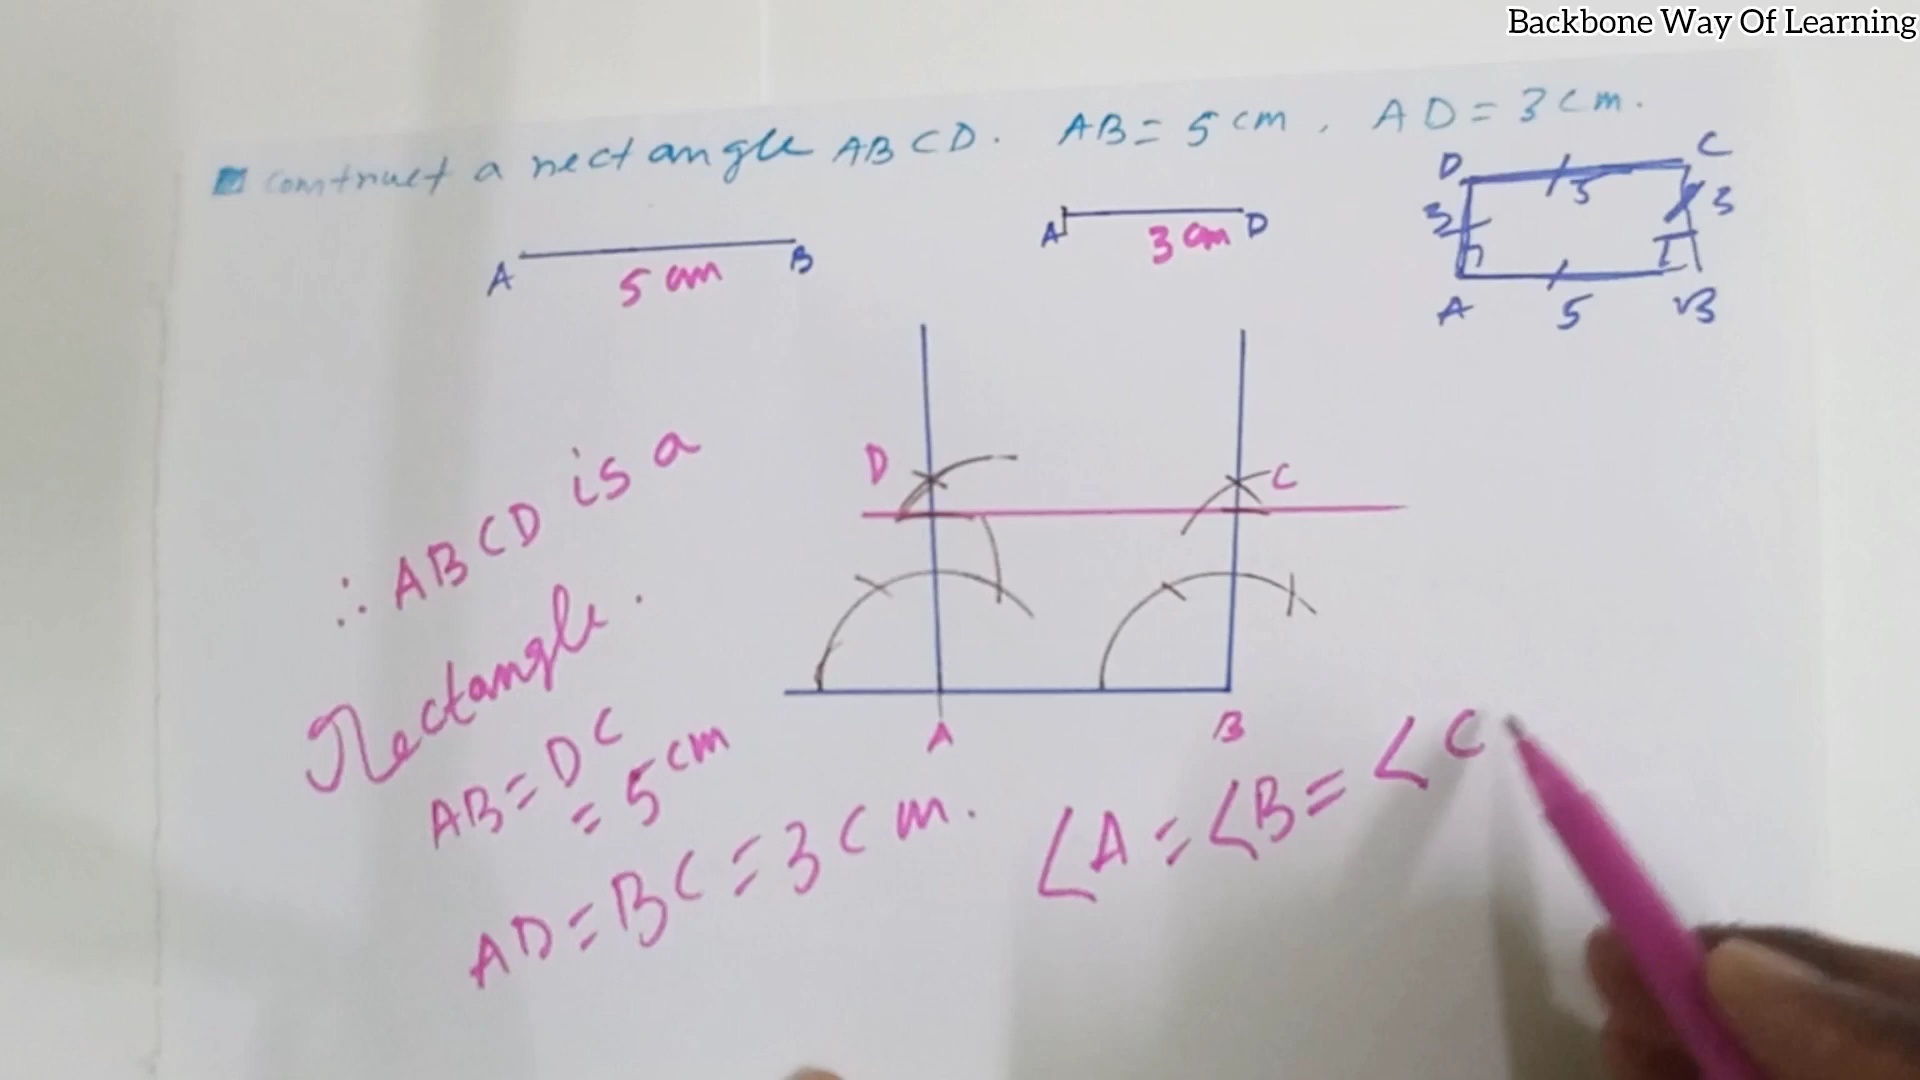 Backbone Way Of Learning
construct a rectangle ABCD. AB = 5 cm, AD = 3 cm.
A B
5 cm
A D
3 cm
D C
5
3 3
A 5 B
D C
A B
∴ ABCD is a
Rectangle.
AB = DC
= 5 cm
AD = BC = 3 cm.
∠A = ∠B = ∠C